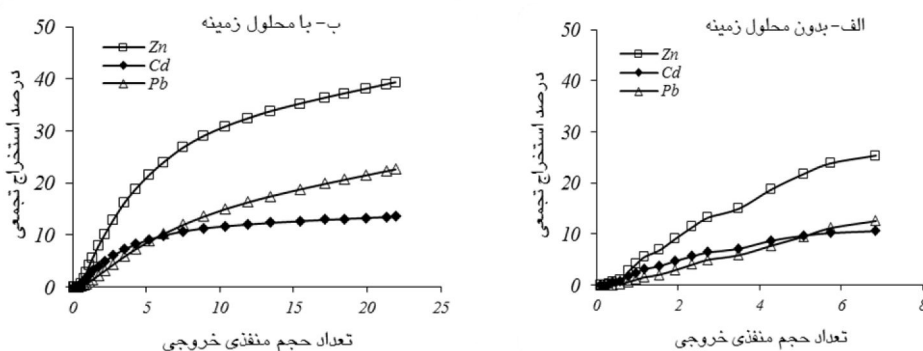 ب- با محلول زمینه
50
40
30
20
10
0
Zn
Cd
Pb
درصد استخراج تجمعی
0 5 10 15 20 25
تعداد حجم منفذی خروجی
الف- بدون محلول زمینه
50
40
30
20
10
0
Zn
Cd
Pb
درصد استخراج تجمعی
0 2 4 6 8
تعداد حجم منفذی خروجی